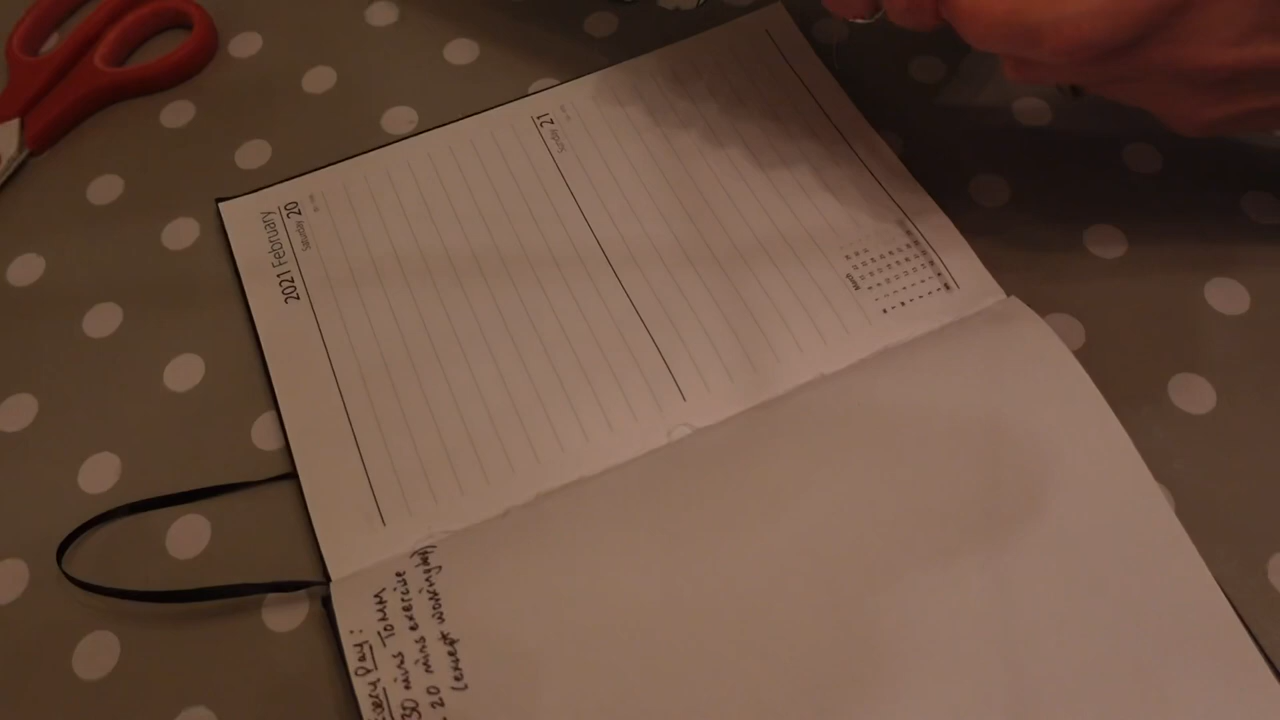 2021 February
Saturday 20
Sunday 21
March
Every Day:
30 mins TOMM
20 mins exercise
(except working days)